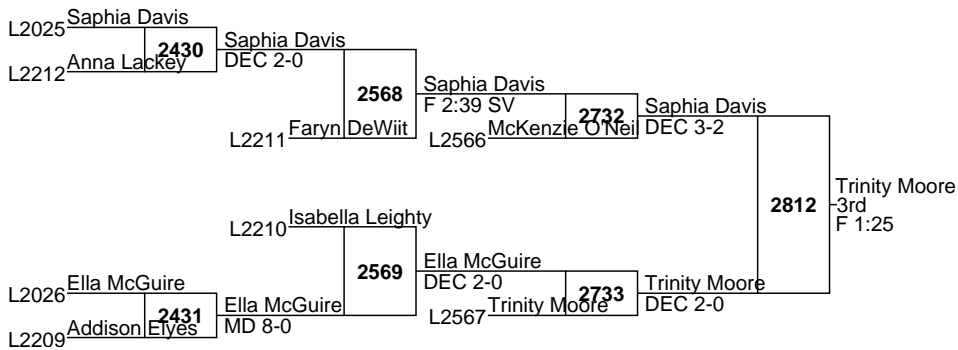 Saphia Davis
L2025
2430
Saphia Davis
Anna Lackey
L2212
DEC 2-0
2568
Saphia Davis
F 2:39 SV
Faryn DeWiit
L2211
2732
Saphia Davis
McKenzie O'Neil
L2566
DEC 3-2
2812
Trinity Moore
3rd
F 1:25
Isabella Leighty
L2210
2569
Ella McGuire
DEC 2-0
Ella McGuire
L2026
2431
Ella McGuire
Addison Elyes
L2209
MD 8-0
2733
Trinity Moore
Trinity Moore
L2567
DEC 2-0